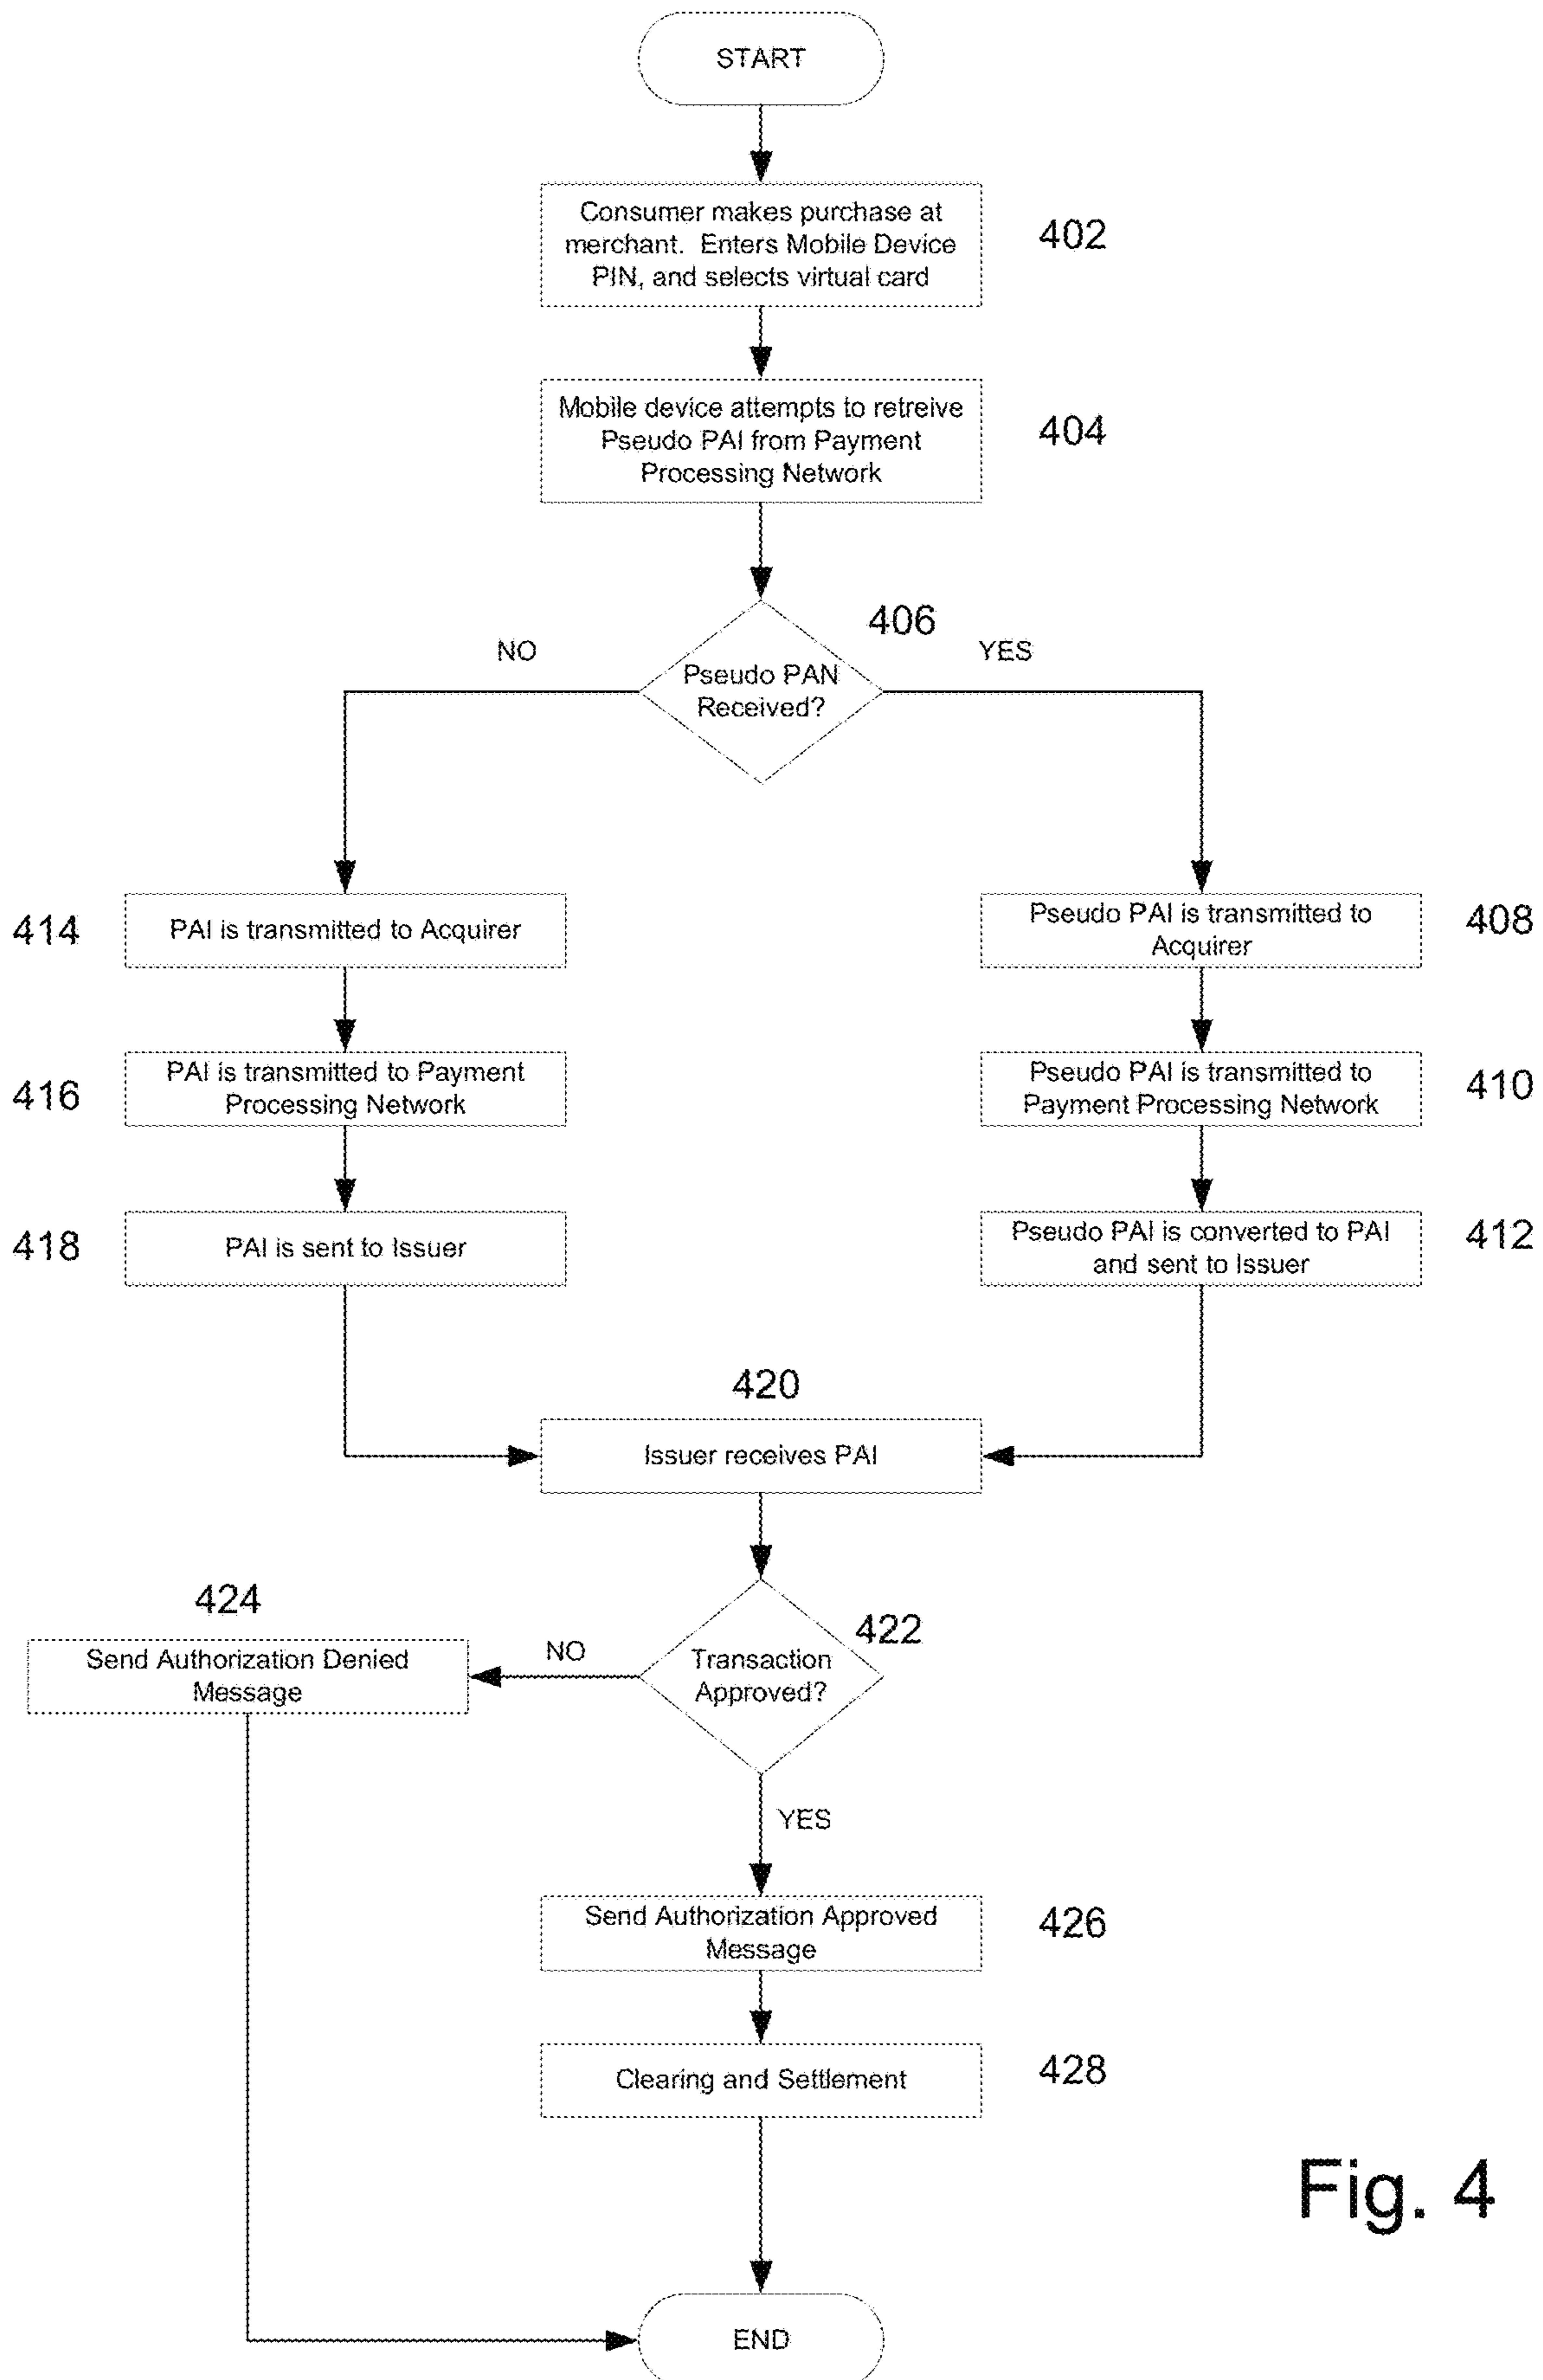 START
Consumer makes purchase at
merchant. Enters Mobile Device
PIN, and selects virtual card
402
Mobile device attempts to retreive
Pseudo PAI from Payment
Processing Network
404
406
NO
YES
Pseudo PAN
Received?
414
PAI is transmitted to Acquirer
Pseudo PAI is transmitted to
Acquirer
408
416
PAI is transmitted to Payment
Processing Network
Pseudo PAI is transmitted to
Payment Processing Network
410
418
PAI is sent to Issuer
Pseudo PAI is converted to PAI
and sent to Issuer
412
420
Issuer receives PAI
424
Send Authorization Denied
Message
NO
422
Transaction
Approved?
YES
Send Authorization Approved
Message
426
Clearing and Settlement
428
Fig. 4
END